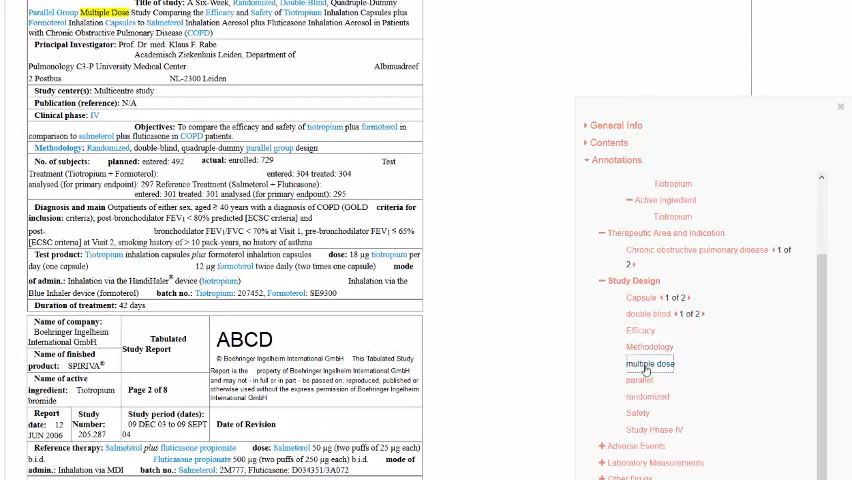 Title of study: A Six-Week, Randomized, Double-Blind, Quadruple-Dummy
Parallel Group Multiple Dose Study Comparing the Efficacy and Safety of Tiotropium Inhalation Capsules plus
Formoterol Inhalation Capsules to Salmeterol Inhalation Aerosol plus Fluticasone Inhalation Aerosol in Patients
with Chronic Obstructive Pulmonary Disease (COPD)
Principal Investigator: Prof. Dr. med. Klaus F. Rabe
Academisch Ziekenhuis Leiden, Department of
Pulmonology C3-P University Medical Center Albinusdreef
2 Postbus NL-2300 Leiden
Study center(s): Multicentre study
Publication (reference): N/A
Clinical phase: IV
Objectives: To compare the efficacy and safety of tiotropium plus formoterol in
comparison to salmeterol plus fluticasone in COPD patients.
Methodology: Randomized, double-blind, quadruple-dummy parallel group design
No. of subjects: planned: entered: 492 actual: enrolled: 729 Test
Treatment (Tiotropium + Formoterol): entered: 304 treated: 304
analysed (for primary endpoint): 297 Reference Treatment (Salmeterol + Fluticasone):
entered: 301 treated: 301 analysed (for primary endpoint): 295
Diagnosis and main Outpatients of either sex, aged ≥ 40 years with a diagnosis of COPD (GOLD criteria for
inclusion: criteria); post-bronchodilator FEV1 < 80% predicted [ECSC criteria] and
post- bronchodilator FEV1/FVC < 70% at Visit 1, pre-bronchodilator FEV1 ≤ 65%
[ECSC criteria] at Visit 2, smoking history of > 10 pack-years, no history of asthma
Test product: Tiotropium inhalation capsules plus formoterol inhalation capsules dose: 18 µg tiotropium per
day (one capsule) 12 µg formoterol twice daily (two times one capsule) mode
of admin.: Inhalation via the HandiHaler® device (tiotropium) Inhalation via the
Blue Inhaler device (formoterol) batch no.: Tiotropium: 207452, Formoterol: SE9300
Duration of treatment: 42 days
Name of company:
Boehringer Ingelheim
International GmbH
Tabulated
Study Report
ABCD
© Boehringer Ingelheim International GmbH This Tabulated Study
Report is the property of Boehringer Ingelheim International GmbH
and may not - in full or in part - be passed on, reproduced, published or
otherwise used without the express permission of Boehringer Ingelheim
International GmbH
Name of finished
product: SPIRIVA®
Name of active
ingredient: Tiotropium
bromide
Page 2 of 8
Report
date: 12
JUN 2006
Study
Number:
205.287
Study period (dates):
09 DEC 03 to 09 SEPT
04
Date of Revision
Reference therapy: Salmeterol plus fluticasone propionate dose: Salmeterol 50 µg (two puffs of 25 µg each)
b.i.d. Fluticasone propionate 500 µg (two puffs of 250 µg each) b.i.d. mode of
admin.: Inhalation via MDI batch no.: Salmeterol: 2M777, Fluticasone: D034351/3A072
General Info
Contents
Annotations
Tiotropium
Active Ingredient
Tiotropium
Therapeutic Area and Indication
Chronic obstructive pulmonary disease 1 of
2
Study Design
Capsule 1 of 2
double blind 1 of 2
Efficacy
Methodology
multiple dose
parallel
randomized
Safety
Study Phase IV
Adverse Events
Laboratory Measurements
Other Drugs